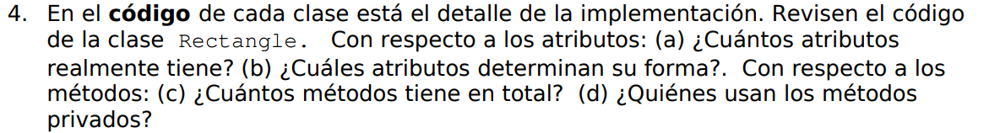 4. En el código de cada clase está el detalle de la implementación. Revisen el código
de la clase Rectangle. Con respecto a los atributos: (a) ¿Cuántos atributos
realmente tiene? (b) ¿Cuáles atributos determinan su forma?. Con respecto a los
métodos: (c) ¿Cuántos métodos tiene en total? (d) ¿Quiénes usan los métodos
privados?